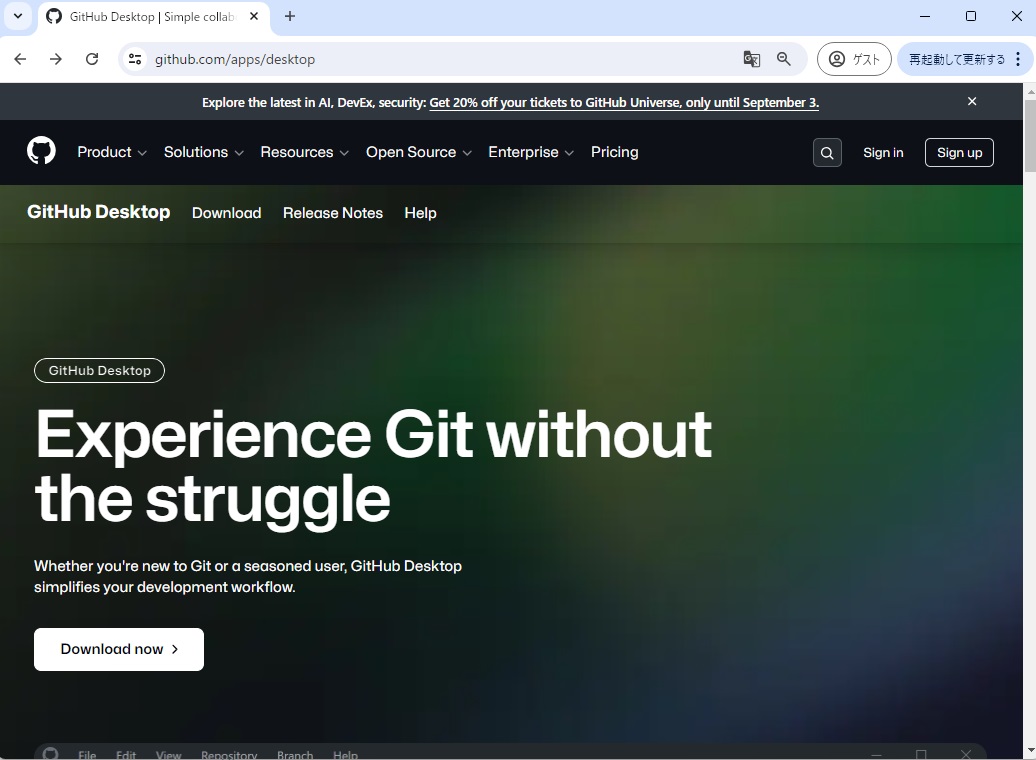 GitHub Desktop | Simple collab
github.com/apps/desktop
ゲスト
再起動して更新する
Explore the latest in AI, DevEx, security: Get 20% off your tickets to GitHub Universe, only until September 3.
Product
Solutions
Resources
Open Source
Enterprise
Pricing
Sign in
Sign up
GitHub Desktop
Download
Release Notes
Help
GitHub Desktop
Experience Git without
the struggle
Whether you're new to Git or a seasoned user, GitHub Desktop
simplifies your development workflow.
Download now
File
Edit
View
Repository
Branch
Help